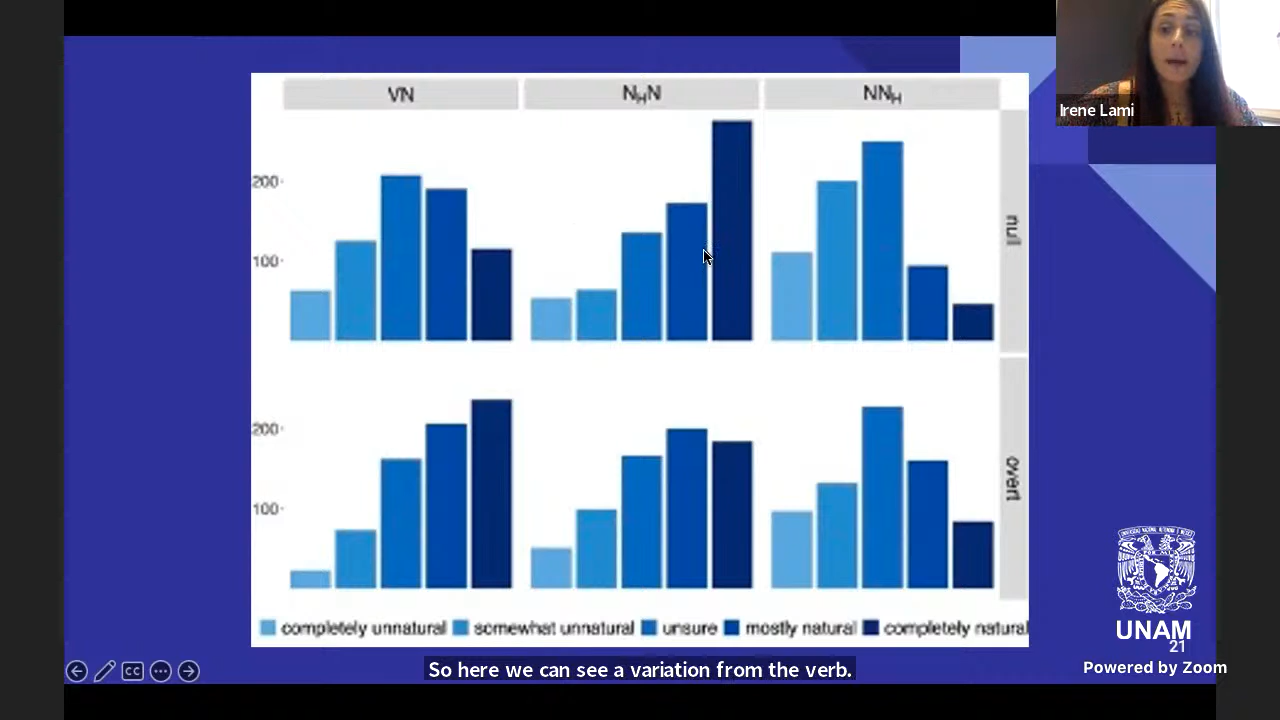 Irene Lami
VN NHN NNH
200
100
null
200
100
overt
completely unnatural somewhat unnatural unsure mostly natural completely natural
UNAM
21
Powered by Zoom
CC
So here we can see a variation from the verb.